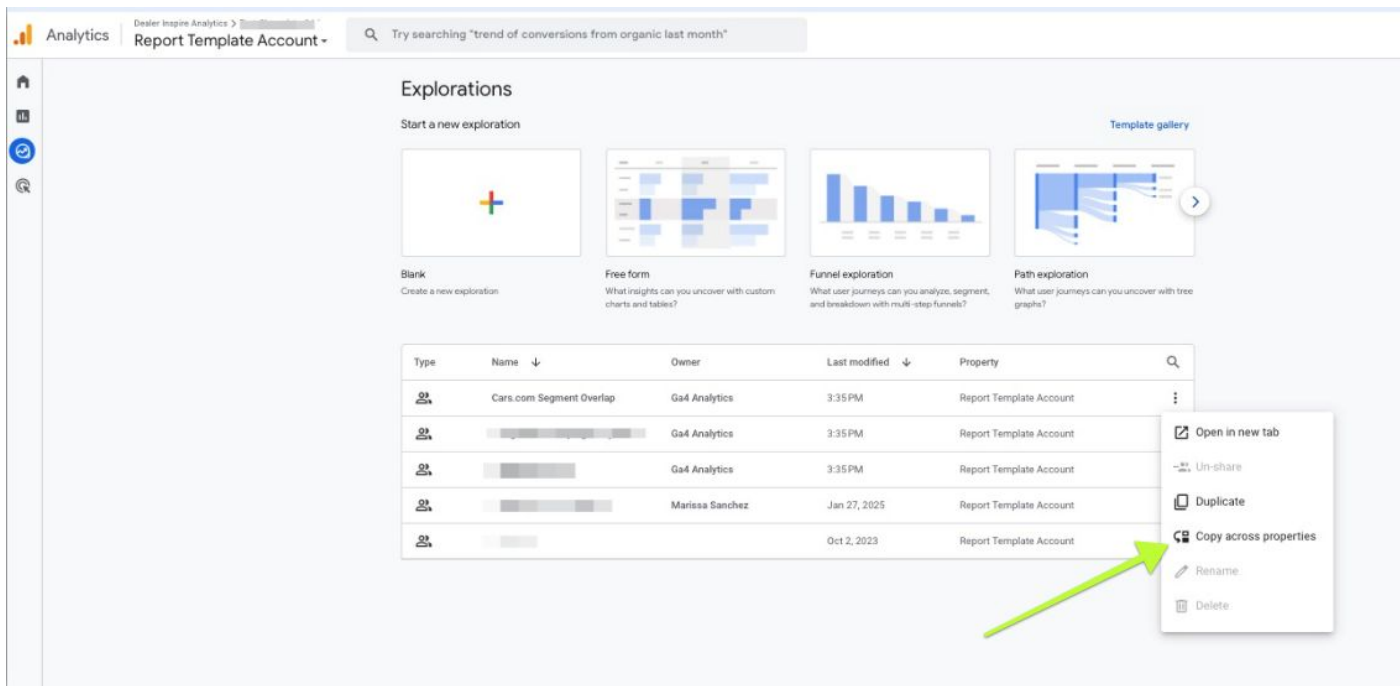 Analytics
Dealer Inspire Analytics >
Report Template Account
Try searching "trend of conversions from organic last month"
Explorations
Start a new exploration
Template gallery
Blank
Create a new exploration
Free form
What insights can you uncover with custom
charts and tables?
Funnel exploration
What user journeys can you analyze, segment,
and breakdown with multi-step funnels?
Path exploration
What user journeys can you uncover with tree
graphs?
Type Name Owner Last modified Property
Cars.com Segment Overlap Ga4 Analytics 3:35 PM Report Template Account
Ga4 Analytics 3:35 PM Report Template Account
Ga4 Analytics 3:35 PM Report Template Account
Marissa Sanchez Jan 27, 2025 Report Template Account
Oct 2, 2023 Report Template Account
Open in new tab
Un-share
Duplicate
Copy across properties
Rename
Delete